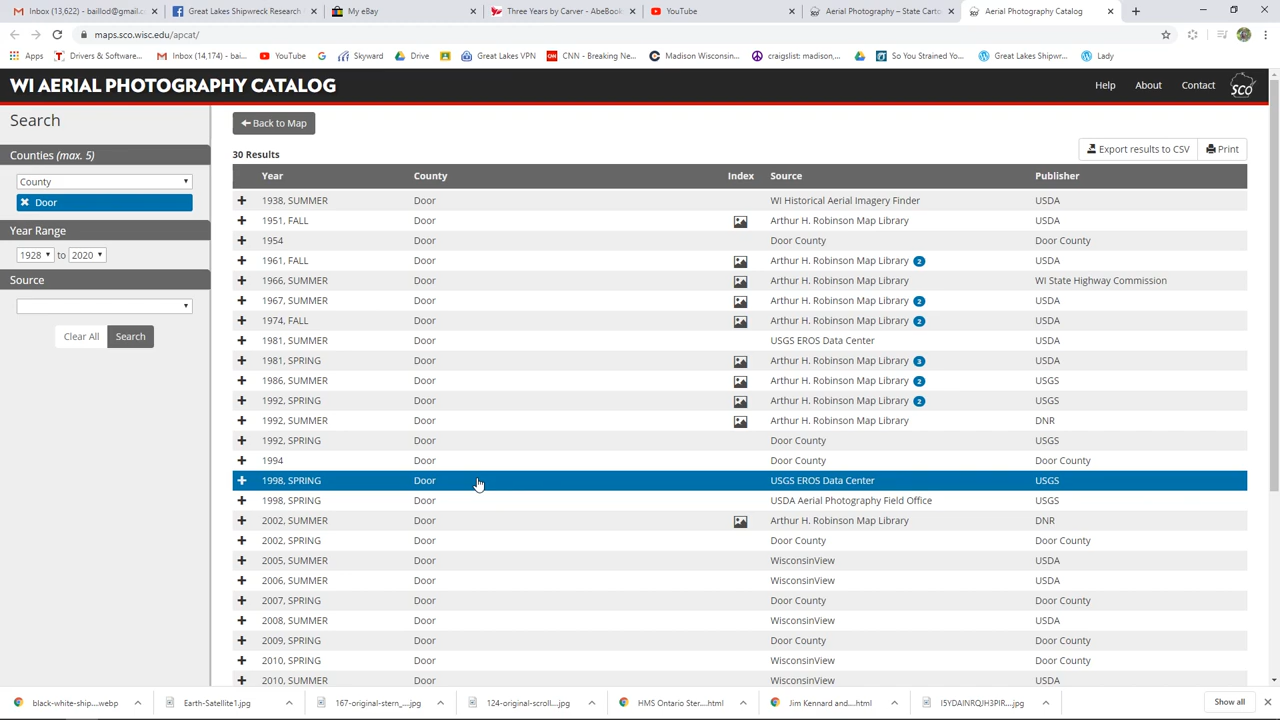 Inbox (13,622) - baillod@gmail.c
Great Lakes Shipwreck Research
My eBay
Three Years by Carver - AbeBook
YouTube
Aerial Photography – State Carto
Aerial Photography Catalog
maps.sco.wisc.edu/apcat/
Apps
Drivers & Software...
Inbox (14,174) - bai...
YouTube
Skyward
Drive
Great Lakes VPN
CNN - Breaking Ne...
Madison Wisconsin...
craigslist: madison,...
So You Strained Yo...
Great Lakes Shipwr...
Lady
WI AERIAL PHOTOGRAPHY CATALOG
Help About Contact SCO
Search
Counties (max. 5)
County
Door
Year Range
1928 to 2020
Source
Clear All Search
Back to Map
30 Results
Export results to CSV Print
Year County Index Source Publisher
1938, SUMMER Door WI Historical Aerial Imagery Finder USDA
1951, FALL Door Arthur H. Robinson Map Library USDA
1954 Door Door County Door County
1961, FALL Door Arthur H. Robinson Map Library 2 USDA
1966, SUMMER Door Arthur H. Robinson Map Library WI State Highway Commission
1967, SUMMER Door Arthur H. Robinson Map Library 2 USDA
1974, FALL Door Arthur H. Robinson Map Library 2 USDA
1981, SUMMER Door USGS EROS Data Center USDA
1981, SPRING Door Arthur H. Robinson Map Library 3 USDA
1986, SUMMER Door Arthur H. Robinson Map Library 2 USGS
1992, SPRING Door Arthur H. Robinson Map Library 2 USGS
1992, SUMMER Door Arthur H. Robinson Map Library DNR
1992, SPRING Door Door County USGS
1994 Door Door County Door County
1998, SPRING Door USGS EROS Data Center USGS
1998, SPRING Door USDA Aerial Photography Field Office USGS
2002, SUMMER Door Arthur H. Robinson Map Library DNR
2002, SPRING Door Door County Door County
2005, SUMMER Door WisconsinView USDA
2006, SUMMER Door WisconsinView USDA
2007, SPRING Door Door County Door County
2008, SUMMER Door WisconsinView USDA
2009, SPRING Door Door County Door County
2010, SPRING Door WisconsinView Door County
2010, SUMMER Door WisconsinView USDA
black-white-ship....webp
Earth-Satellite1.jpg
167-original-stern_....jpg
124-original-scroll....jpg
HMS Ontario Ster....html
Jim Kennard and....html
I5YDAINRQJH3PIR....jpg
Show all